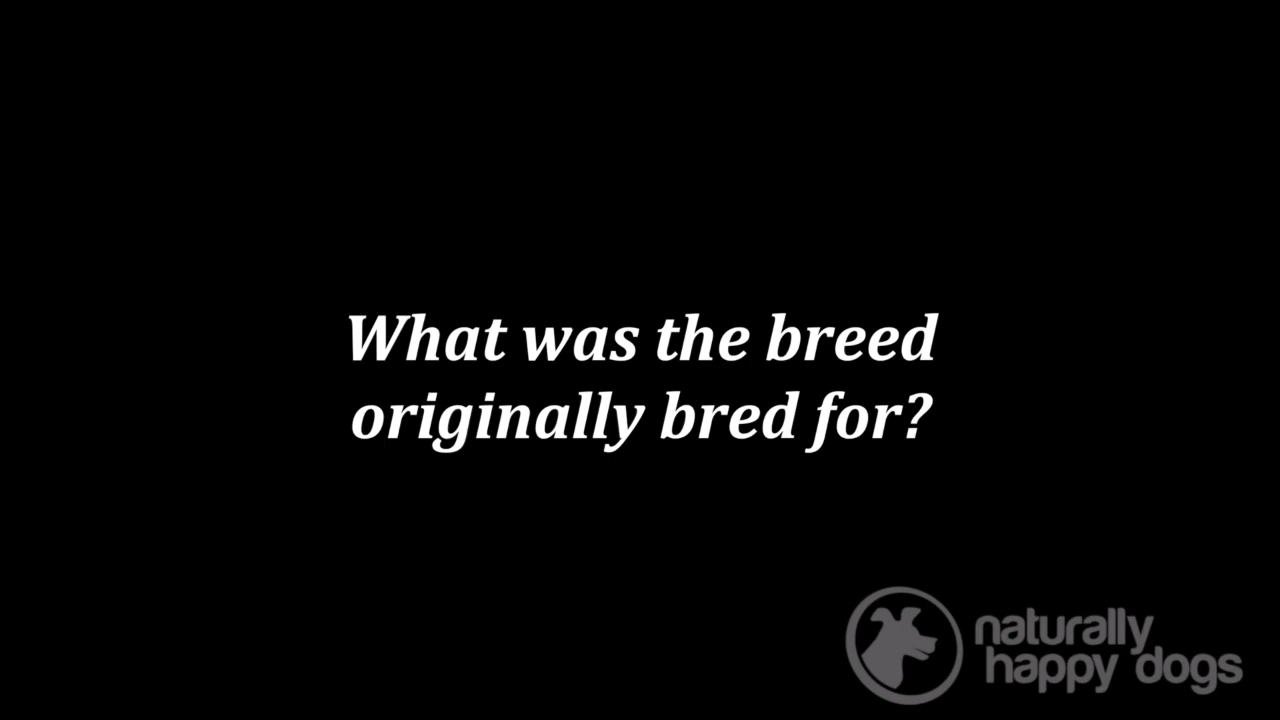 What was the breed
originally bred for?
naturally
happy dogs